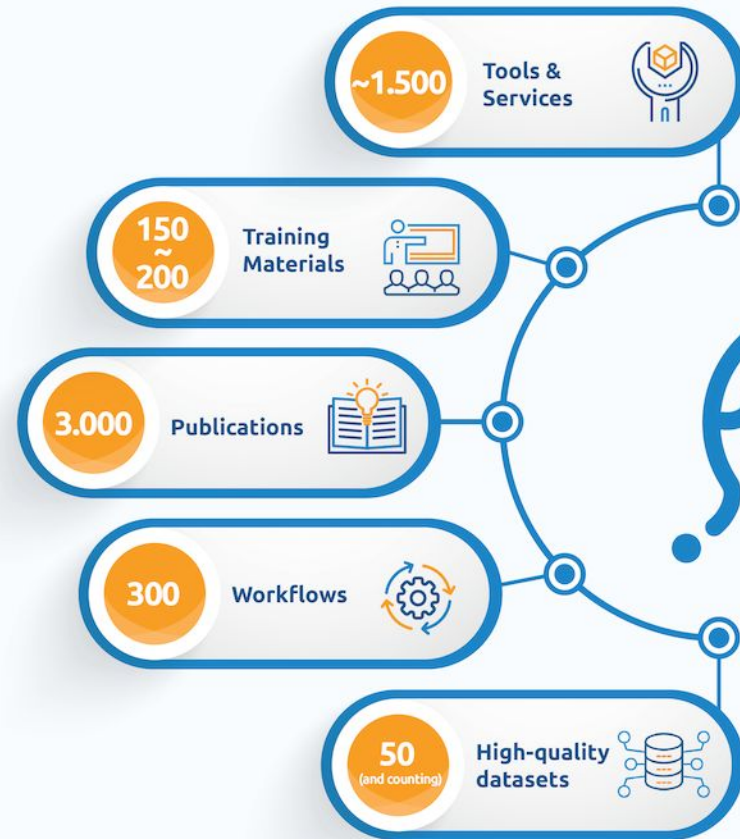 ~1.500
Tools &
Services
150
~
200
Training
Materials
3.000
Publications
300
Workflows
50
(and counting)
High-quality
datasets